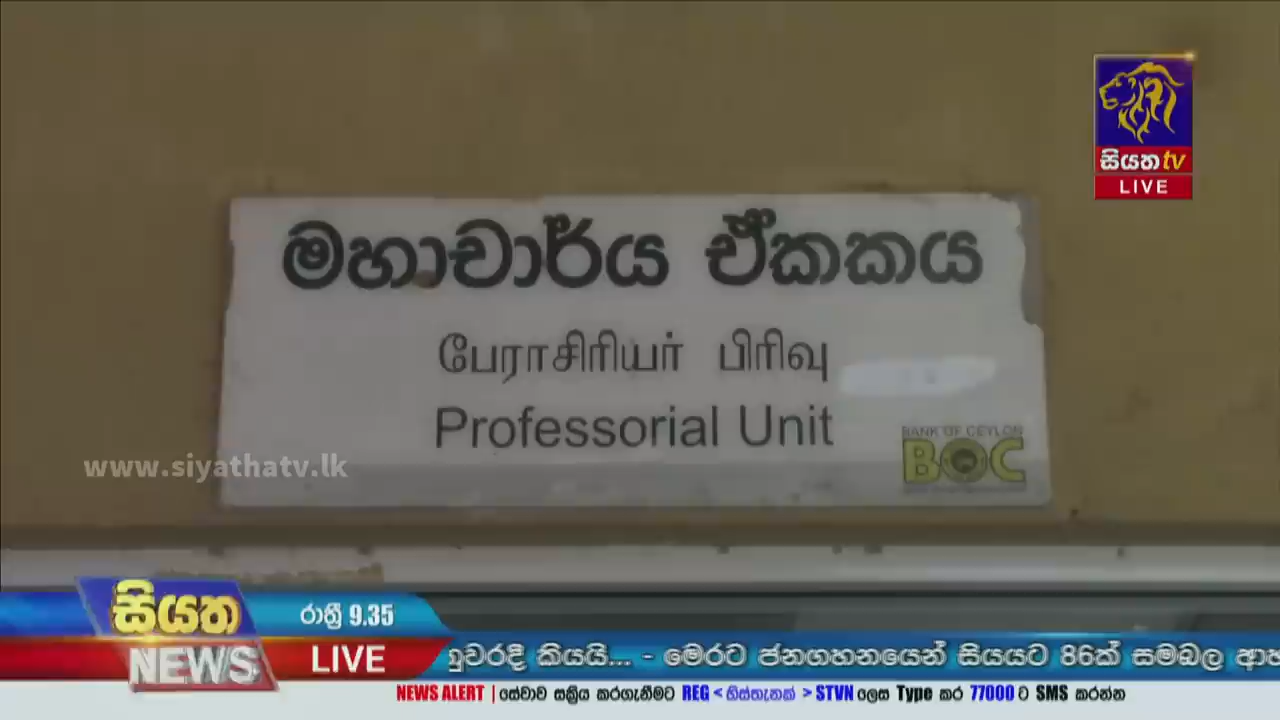 සියත tv
LIVE
මහාචාර්ය ඒකකය
பேராசிரியர் பிரிவு
Professorial Unit
BANK OF CEYLON
BOC
www.siyathatv.lk
සියත
NEWS
රාත්‍රී 9.35
LIVE
කියයි... - මෙරට ජනගහනයෙන් සියයට 86ක් සමබල
NEWS ALERT | සේවාව සක්‍රිය කරගැනීමට REG < හිස්තැනක් > STVN ලෙස Type කර 77000 ට SMS කරන්න